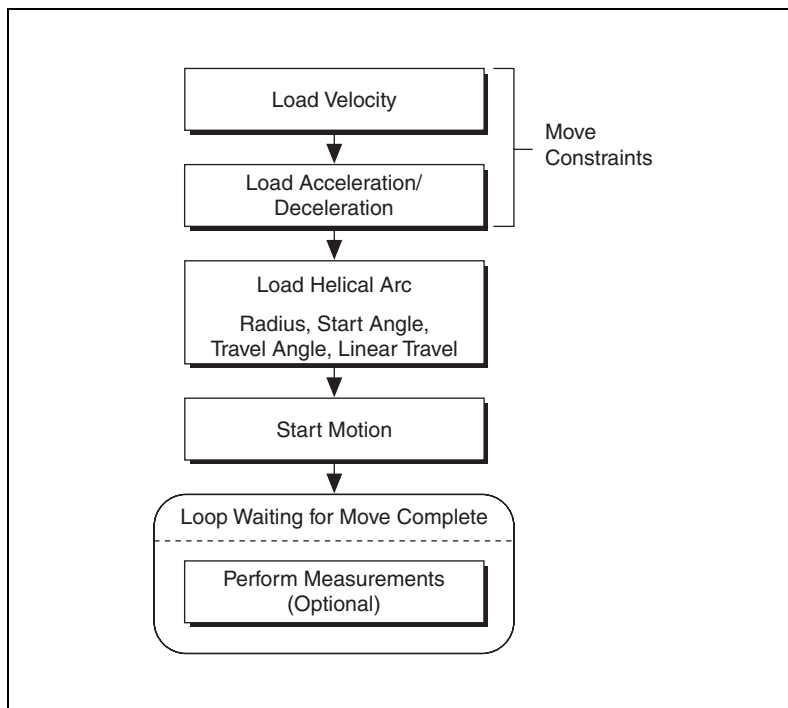 Load Velocity
Move
Constraints
Load Acceleration/
Deceleration
Load Helical Arc
Radius, Start Angle,
Travel Angle, Linear Travel
Start Motion
Loop Waiting for Move Complete
Perform Measurements
(Optional)